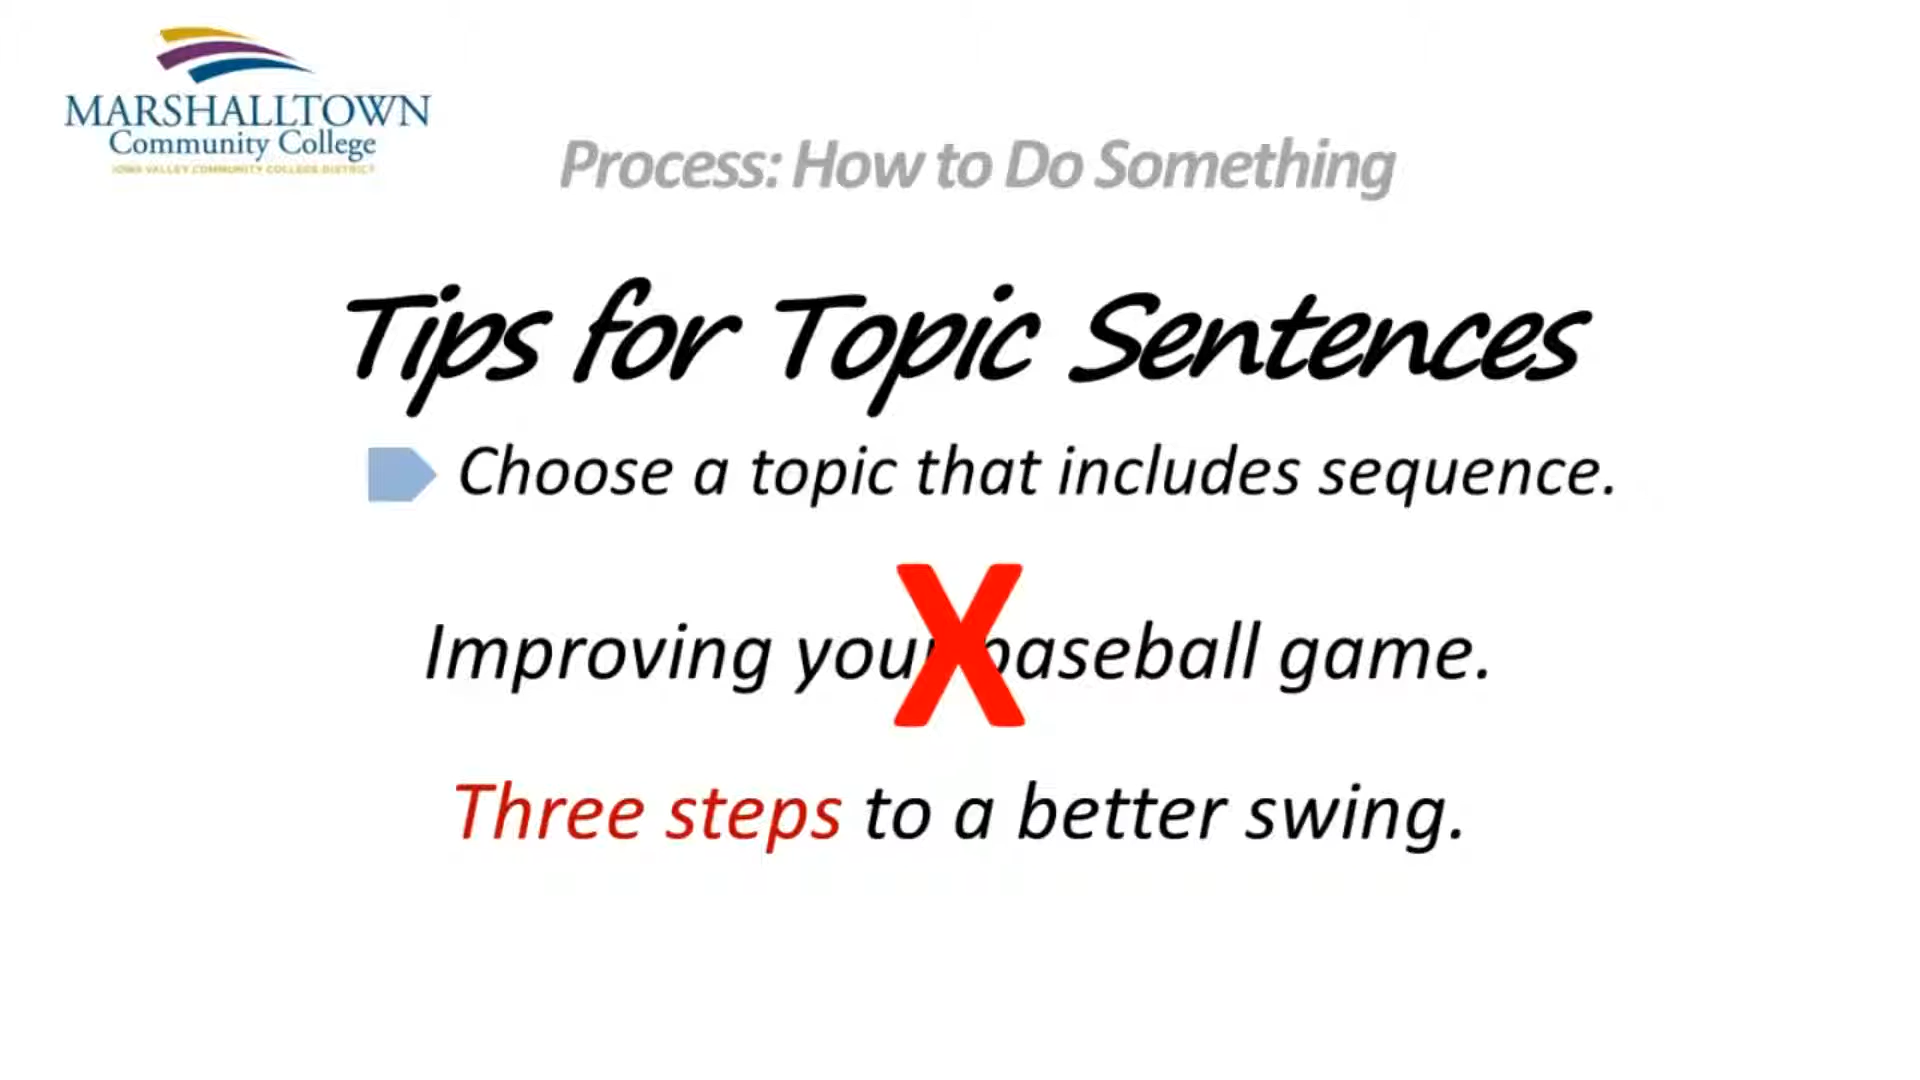 MARSHALLTOWN
Community College
IOWA VALLEY COMMUNITY COLLEGE DISTRICT
Process: How to Do Something
Tips for Topic Sentences
Choose a topic that includes sequence.
X
Improving your baseball game.
Three steps to a better swing.